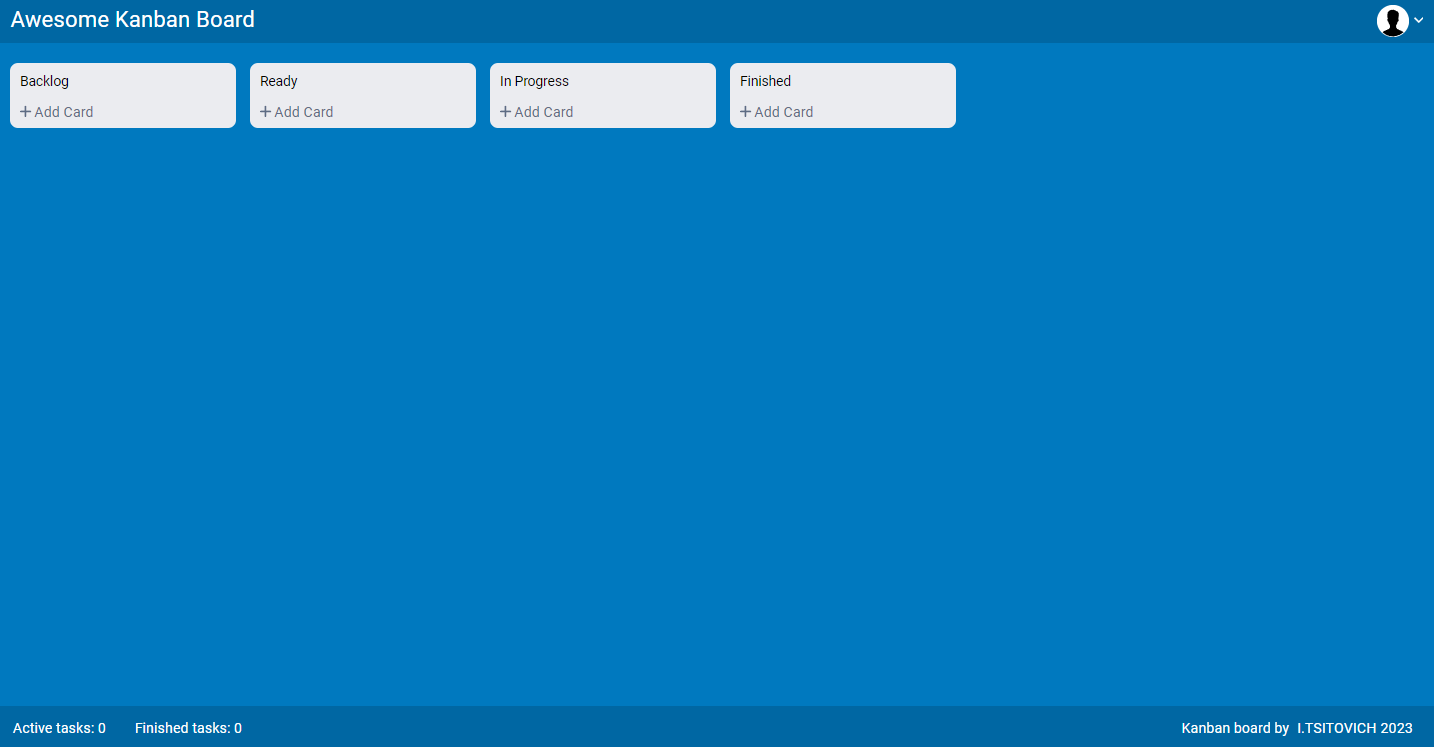 Awesome Kanban Board
Backlog
Add Card
Ready
Add Card
In Progress
Add Card
Finished
Add Card
Active tasks: 0
Finished tasks: 0
Kanban board by I.TSITOVICH 2023